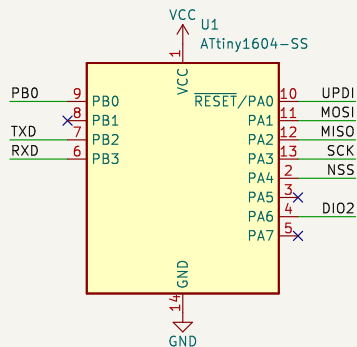 VCC
U1
ATtiny1604-SS
1
VCC
PB0 9 PB0 RESET/PA0 10 UPDI
8 PB1 PA1 11 MOSI
TXD 7 PB2 PA2 12 MISO
RXD 6 PB3 PA3 13 SCK
PA4 2 NSS
PA5 3
PA6 4 DIO2
PA7 5
GND
14
GND